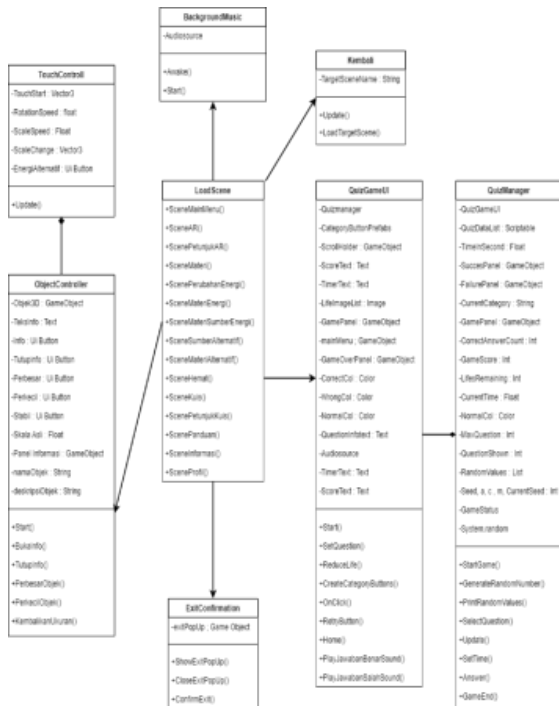 BackgroundMusic
-Audiosource
+Awake()
+Start()
Kembali
-TargetSceneName : String
+Update()
+LoadTargetScene()
TouchControll
-TouchStart : Vector3
-RotationSpeed : float
-ScaleSpeed : Float
-ScaleChange : Vector3
-EnergiAlternatif : Ui Button
+Update()
LoadScene
+SceneMainMenu()
+SceneAR()
+ScenePetunjukAR()
+SceneMateri()
+ScenePerubahanEnergi()
+SceneMateriEnergi()
+SceneMateriSumberEnergi()
+SceneSumberAlternatif()
+SceneMateriAlternatif()
+SceneHemat()
+SceneKuis()
+ScenePetunjukKuis()
+ScenePanduan()
+SceneInformasi()
+SceneProfil()
QuizGameUI
-Quizmanager
-CategoryButtonPrefabs
-ScrollHolder : GameObject
-ScoreText : Text
-TimerText : Text
-LifeImageList : Image
-GamePanel : GameObject
-mainMenu ; GameObject
-GameOverPanel : GameObject
-CorrectCol : Color
-WrongCol : Color
-NormalCol : Color
-QuestionInfotext : Text
-Audiosource
-TimerText : Text
-ScoreText : Text
+Start()
+SetQuestion()
+ReduceLife()
+CreateCategoryButtons()
+OnClick()
+RetryButton()
+Home()
+PlayJawabanBenarSound()
+PlayJawabanSalahSound()
QuizManager
-QuizGameUI
-QuizDataList : Scriptable
-TimeInSecond : Float
-SuccesPanel : GameObject
-FailurePanel : GameObject
-CurrentCategory : String
-GamePanel : GameObject
-CorrectAnswerCount : Int
-GameScore : Int
-LifesRemaining : Int
-CurrentTime : Float
-NormalCol : Color
-MaxQuestion : Int
-QuestionShown : Int
-RandomValues : List
-Seed, a, c , m, CurrentSeed : Int
-GameStatus
-System.random
+StartGame()
+GenerateRandomNumber()
+PrintRandomValues()
+SelectQuestion()
+Update()
+SetTime()
+Answer()
+GameEnd()
ObjectController
-Objek3D : GameObject
-TeksInfo : Text
-Info : Ui Button
-Tutupinfo : Ui Button
-Perbesar : Ui Button
-Perkecil : Ui Button
-Stabil : Ui Button
-Skala Asli : Float
-Panel Informasi : GameObject
-namaObjek : String
-deskripsiObjek : String
+Start()
+BukaInfo()
+TutupInfo()
+PerbesarObjek()
+PerkecilObjek()
+KembalikanUkuran()
ExitConfirmation
-exitPopUp ; Game Object
+ShowExitPopUp()
+CloseExitPopUp()
+ConfirmExit()